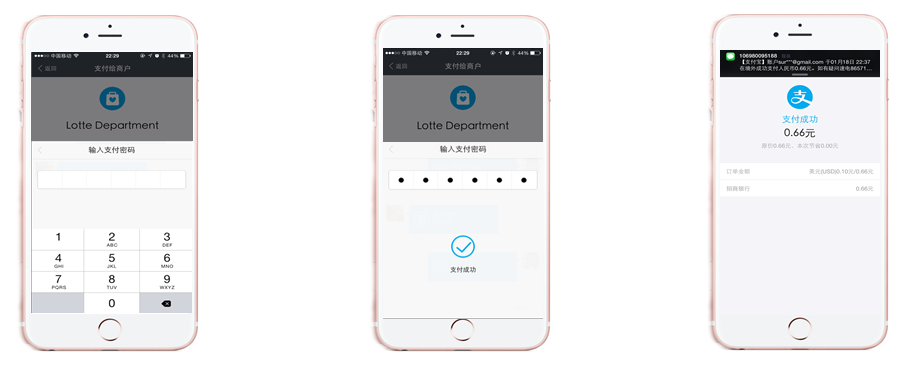 中国移动
22:29
44%
返回
支付给商户
Lotte Department
输入支付密码
1
2
ABC
3
DEF
4
GHI
5
JKL
6
MNO
7
PQRS
8
TUV
9
WXYZ
0
中国移动
22:29
44%
返回
支付给商户
Lotte Department
输入支付密码
支付成功
106980095188
【支付宝】账户sur***@gmail.com 于01月18日 22:37
在境外成功支付人民币0.66元。如有疑问速电95571...
支付成功
0.66元
原价0.66元，本次节省0.00元
订单金额
美元(USD)0.10元/0.66元
招商银行
0.66元